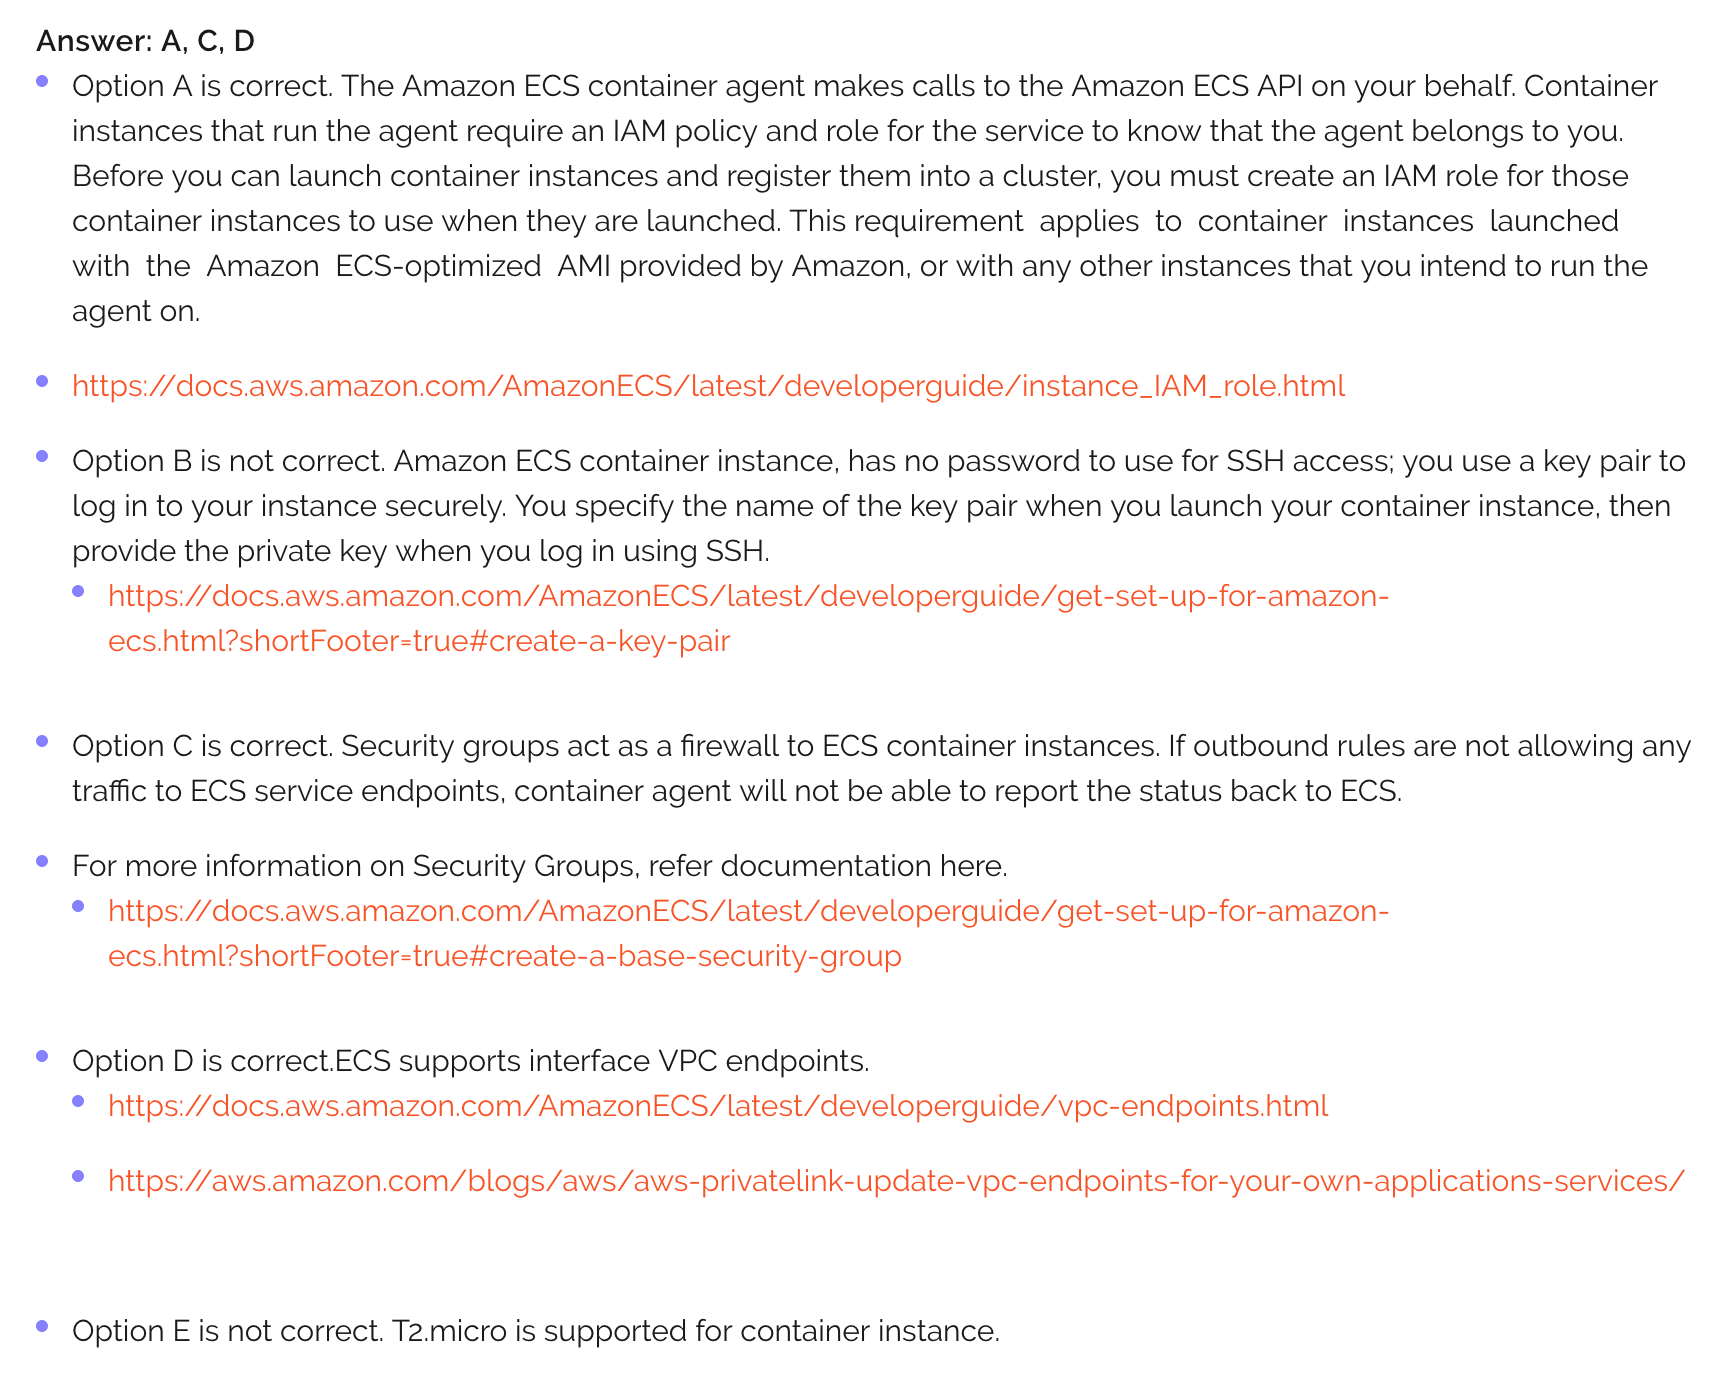 Answer: A, C, D
Option A is correct. The Amazon ECS container agent makes calls to the Amazon ECS API on your behalf. Container
instances that run the agent require an IAM policy and role for the service to know that the agent belongs to you.
Before you can launch container instances and register them into a cluster, you must create an IAM role for those
container instances to use when they are launched. This requirement applies to container instances launched
with the Amazon ECS-optimized AMI provided by Amazon, or with any other instances that you intend to run the
agent on.
https://docs.aws.amazon.com/AmazonECS/latest/developerguide/instance_IAM_role.html
Option B is not correct. Amazon ECS container instance, has no password to use for SSH access; you use a key pair to
log in to your instance securely. You specify the name of the key pair when you launch your container instance, then
provide the private key when you log in using SSH.
https://docs.aws.amazon.com/AmazonECS/latest/developerguide/get-set-up-for-amazon-
ecs.html?shortFooter=true#create-a-key-pair
Option C is correct. Security groups act as a firewall to ECS container instances. If outbound rules are not allowing any
traffic to ECS service endpoints, container agent will not be able to report the status back to ECS.
For more information on Security Groups, refer documentation here.
https://docs.aws.amazon.com/AmazonECS/latest/developerguide/get-set-up-for-amazon-
ecs.html?shortFooter=true#create-a-base-security-group
Option D is correct.ECS supports interface VPC endpoints.
https://docs.aws.amazon.com/AmazonECS/latest/developerguide/vpc-endpoints.html
https://aws.amazon.com/blogs/aws/aws-privatelink-update-vpc-endpoints-for-your-own-applications-services/
Option E is not correct. T2.micro is supported for container instance.